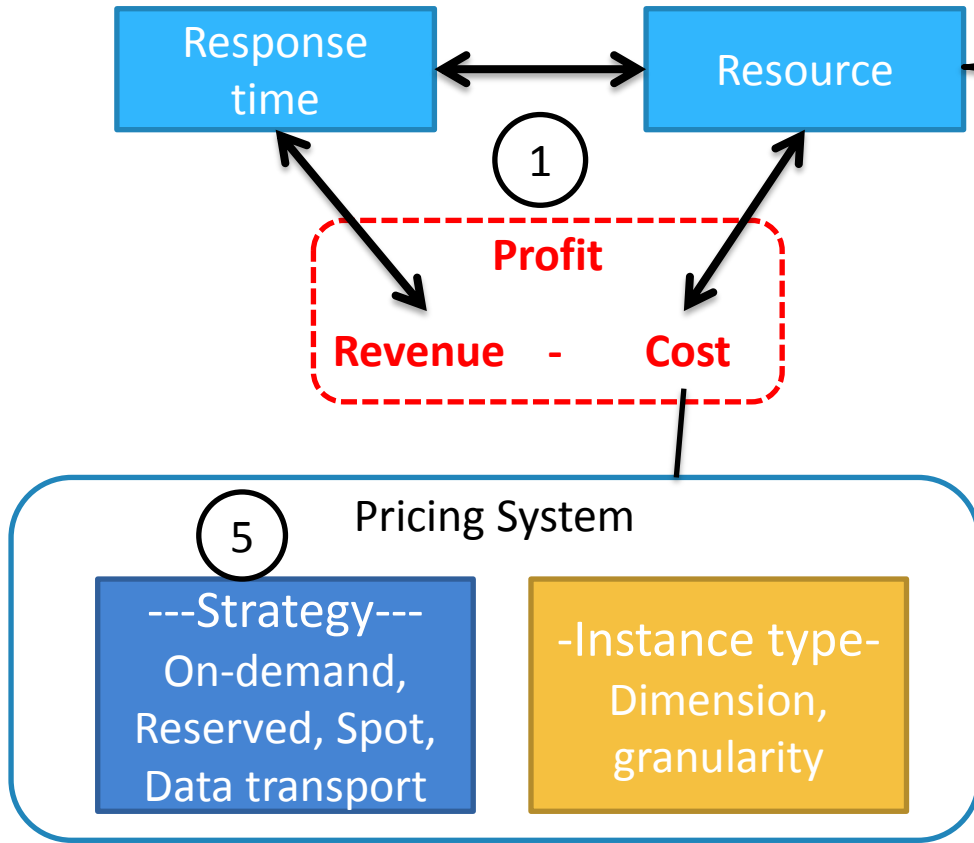 Response
time
Resource
1
Profit
Revenue - Cost
Pricing System
5
---Strategy---
On-demand,
Reserved, Spot,
Data transport
-Instance type-
Dimension,
granularity